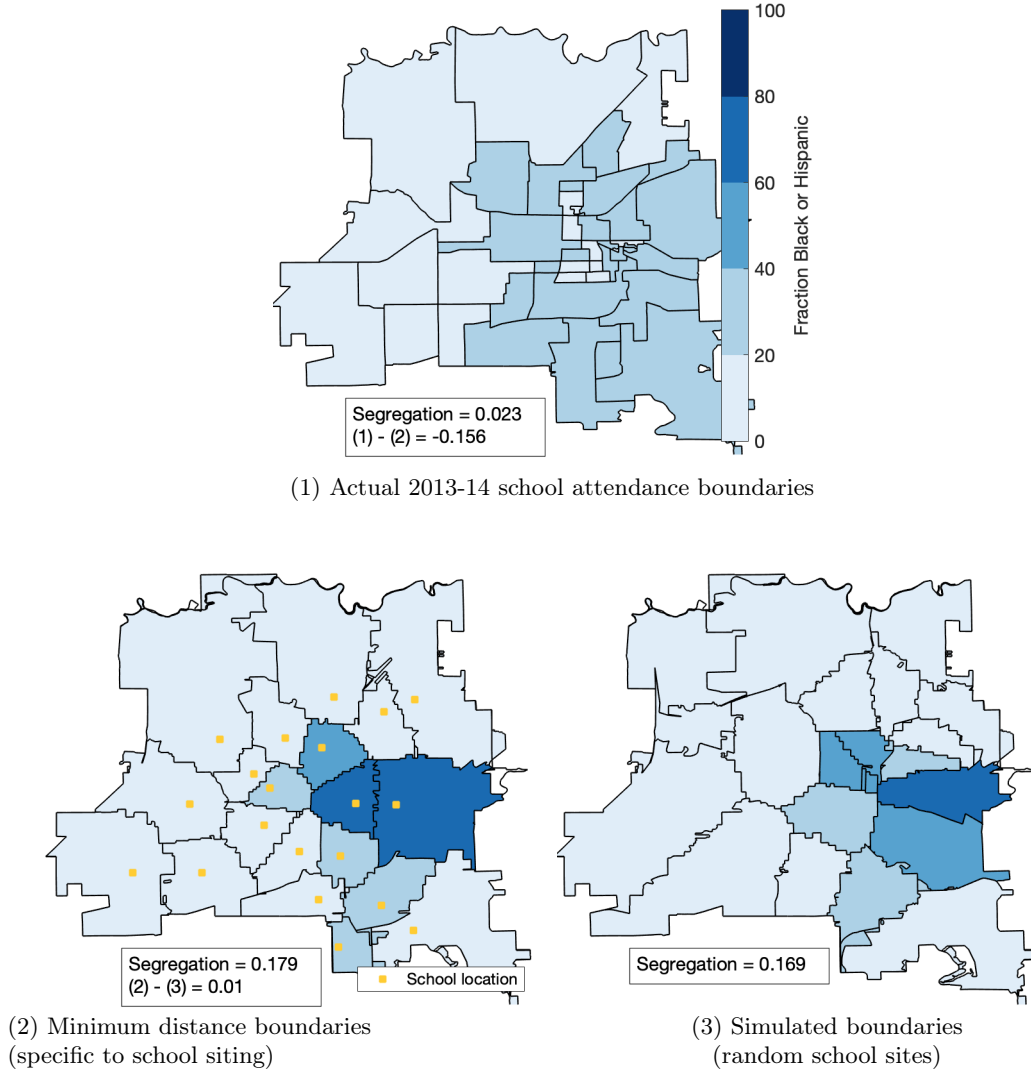 100
80
60
40
20
0
Fraction Black or Hispanic
Segregation = 0.023
(1) - (2) = -0.156
(1) Actual 2013-14 school attendance boundaries
Segregation = 0.179
(2) - (3) = 0.01
School location
Segregation = 0.169
(2) Minimum distance boundaries
(specific to school siting)
(3) Simulated boundaries
(random school sites)